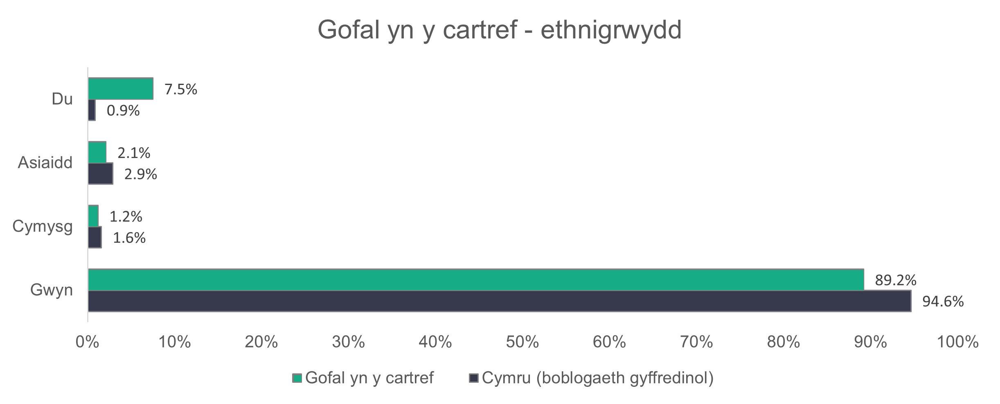 Gofal yn y cartref - ethnigrwydd
Du
7.5%
0.9%
Asiaidd
2.1%
2.9%
Cymysg
1.2%
1.6%
Gwyn
89.2%
94.6%
0% 10% 20% 30% 40% 50% 60% 70% 80% 90% 100%
Gofal yn y cartref Cymru (boblogaeth gyffredinol)